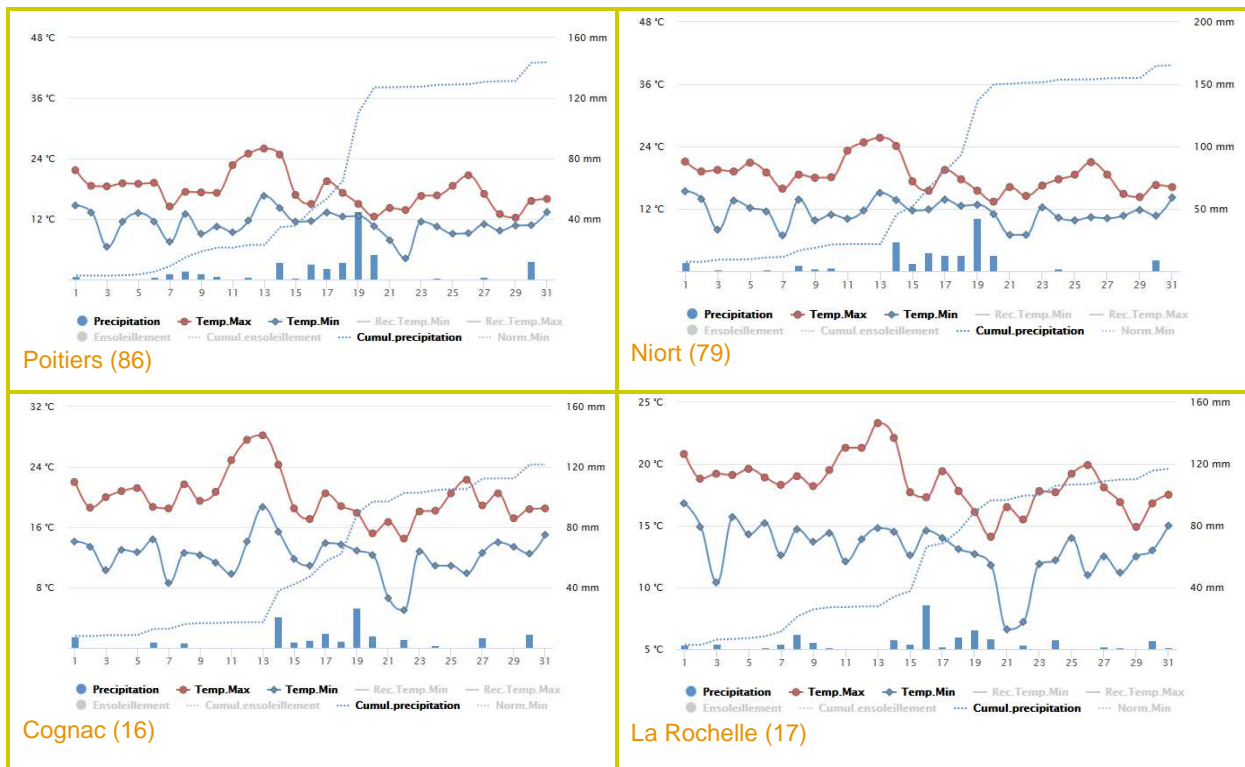 48 °C 160 mm
36 °C 120 mm
24 °C 80 mm
12 °C 40 mm
1 3 5 7 9 11 13 15 17 19 21 23 25 27 29 31
Precipitation Temp.Max Temp.Min Rec.Temp.Min Rec.Temp.Max
Ensoleillement Cumul.ensoleillement Cumul.precipitation Norm.Min
Poitiers (86)
48 °C 200 mm
36 °C 150 mm
24 °C 100 mm
12 °C 50 mm
1 3 5 7 9 11 13 15 17 19 21 23 25 27 29 31
Precipitation Temp.Max Temp.Min Rec.Temp.Min Rec.Temp.Max
Ensoleillement Cumul.ensoleillement Cumul.precipitation Norm.Min
Niort (79)
32 °C 160 mm
24 °C 120 mm
16 °C 80 mm
8 °C 40 mm
1 3 5 7 9 11 13 15 17 19 21 23 25 27 29 31
Precipitation Temp.Max Temp.Min Rec.Temp.Min Rec.Temp.Max
Ensoleillement Cumul.ensoleillement Cumul.precipitation Norm.Min
Cognac (16)
25 °C 160 mm
20 °C 120 mm
15 °C 80 mm
10 °C 40 mm
5 °C
1 3 5 7 9 11 13 15 17 19 21 23 25 27 29 31
Precipitation Temp.Max Temp.Min Rec.Temp.Min Rec.Temp.Max
Ensoleillement Cumul.ensoleillement Cumul.precipitation Norm.Min
La Rochelle (17)